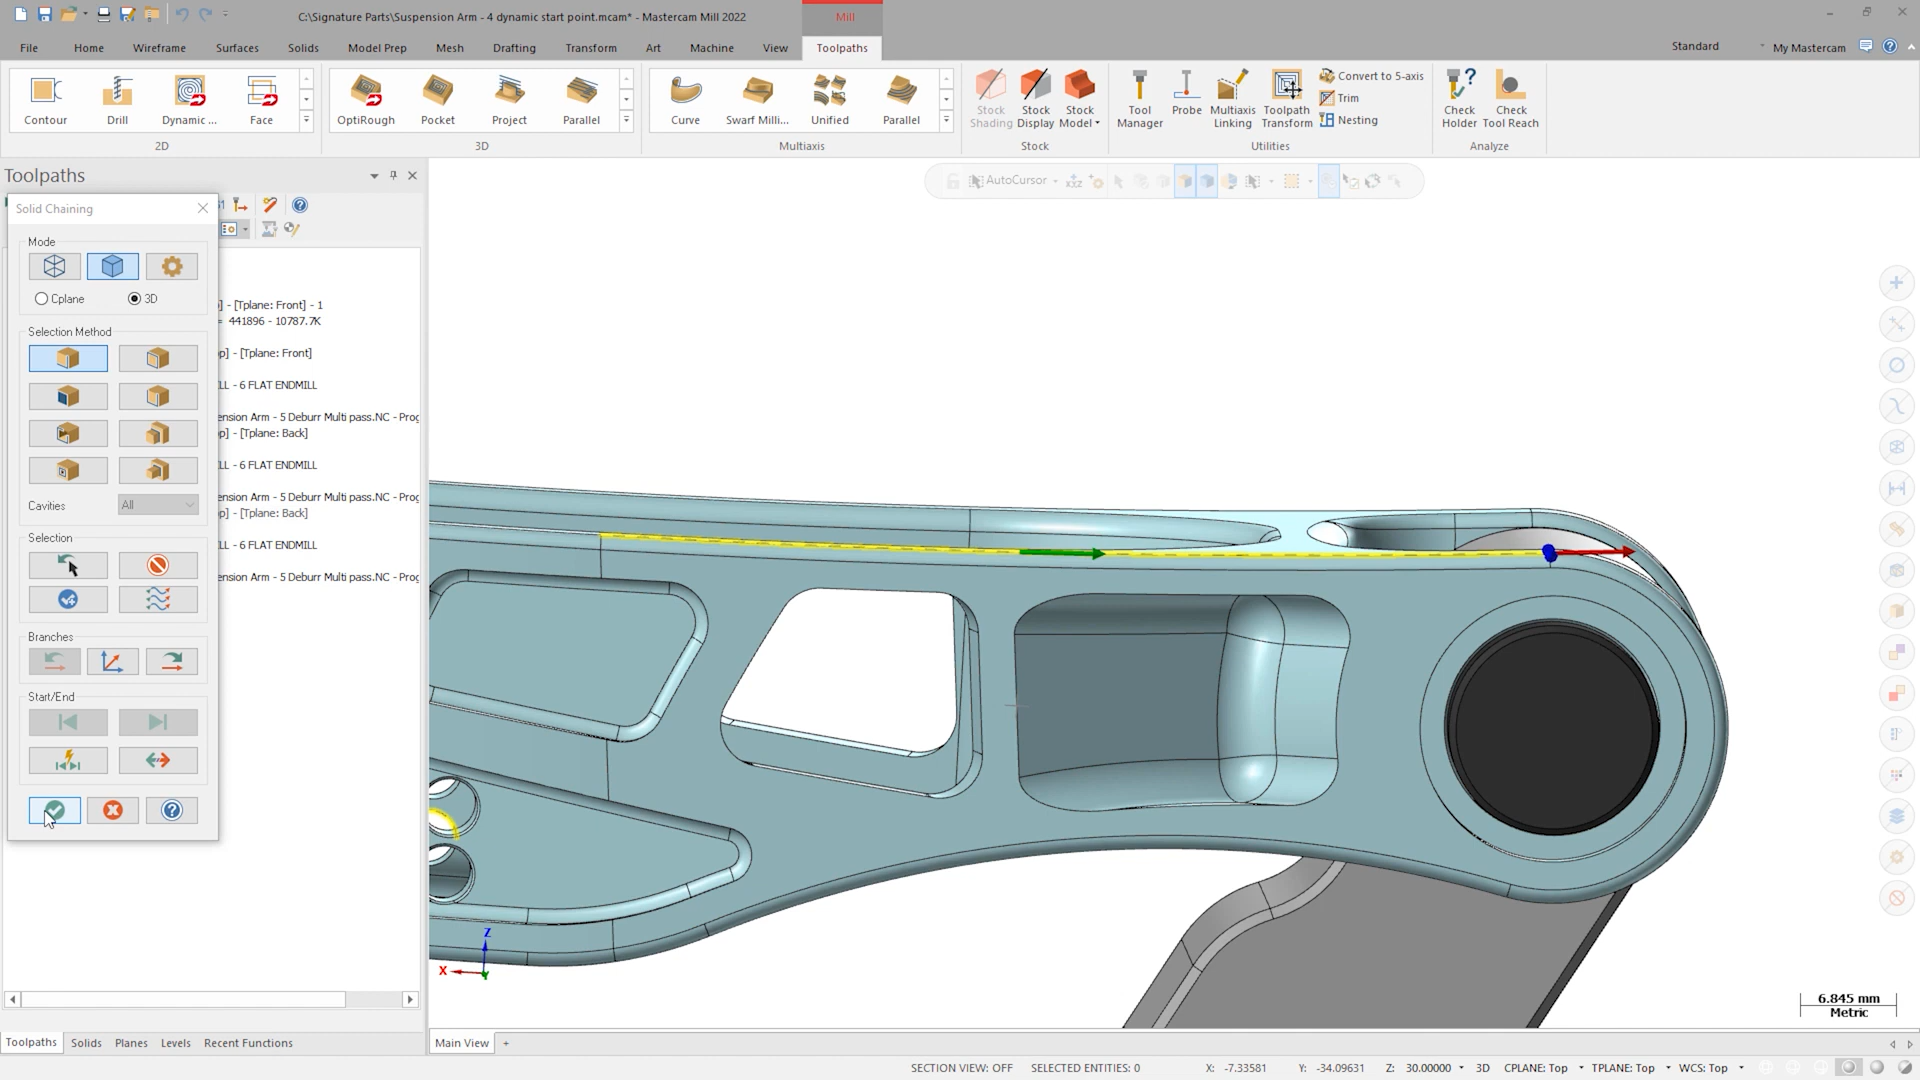 C:\Signature Parts\Suspension Arm - 4 dynamic start point.mcam* - Mastercam Mill 2022
Mill
File
Home
Wireframe
Surfaces
Solids
Model Prep
Mesh
Drafting
Transform
Art
Machine
View
Toolpaths
Standard
My Mastercam
Contour
Drill
Dynamic ...
Face
OptiRough
Pocket
Project
Parallel
Curve
Swarf Milli...
Unified
Parallel
Stock Shading
Stock Display
Stock Model
Tool Manager
Probe
Multiaxis Linking
Toolpath Transform
Convert to 5-axis
Trim
Nesting
Check Holder
Check Tool Reach
2D
3D
Multiaxis
Stock
Utilities
Analyze
Toolpaths
AutoCursor
Solid Chaining
Mode
Cplane
3D
Selection Method
Cavities
All
Selection
Branches
Start/End
] - [Tplane: Front] - 1
= 441896 - 10787.7K
p] - [Tplane: Front]
LL - 6 FLAT ENDMILL
ension Arm - 5 Deburr Multi pass.NC - Prog
p] - [Tplane: Back]
LL - 6 FLAT ENDMILL
ension Arm - 5 Deburr Multi pass.NC - Prog
p] - [Tplane: Back]
LL - 6 FLAT ENDMILL
ension Arm - 5 Deburr Multi pass.NC - Prog
Z
X
Y
6.845 mm
Metric
Toolpaths
Solids
Planes
Levels
Recent Functions
Main View
+
SECTION VIEW: OFF
SELECTED ENTITIES: 0
X: -7.33581
Y: -34.09631
Z: 30.00000
3D
CPLANE: Top
TPLANE: Top
WCS: Top